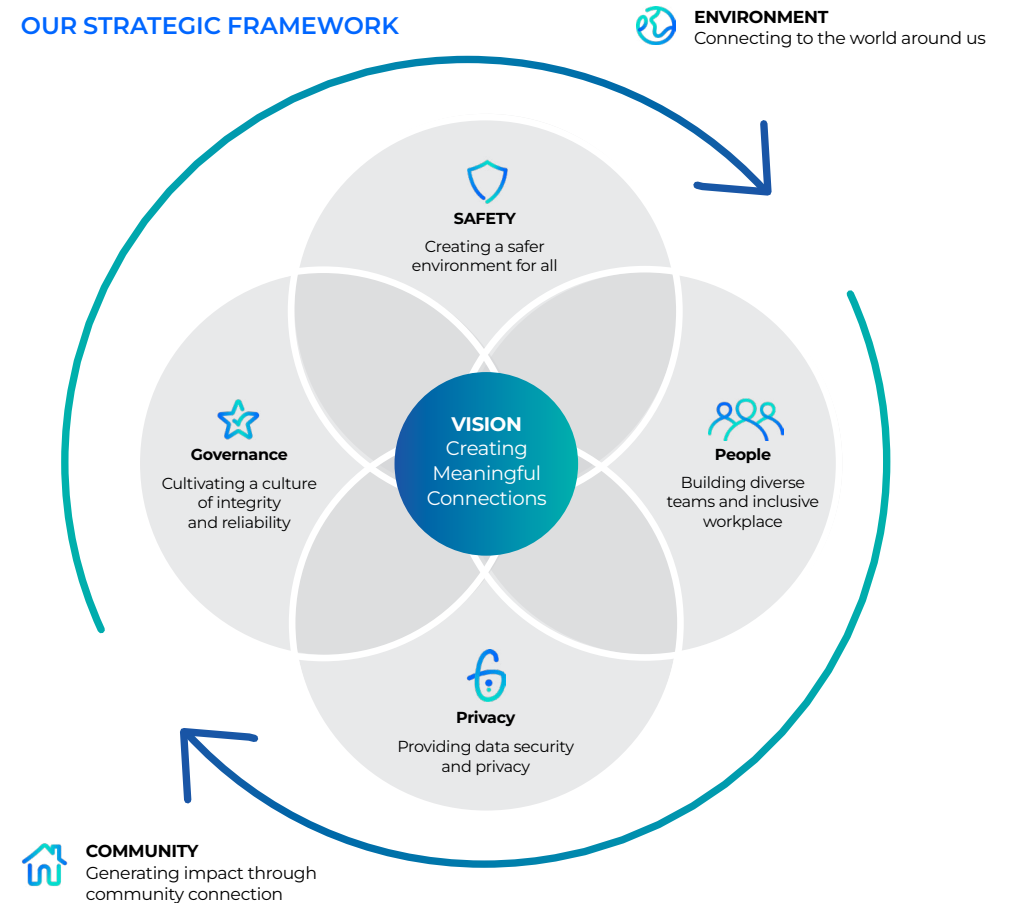 OUR STRATEGIC FRAMEWORK
ENVIRONMENT
Connecting to the world around us
SAFETY
Creating a safer
environment for all
Governance
Cultivating a culture
of integrity
and reliability
VISION
Creating
Meaningful
Connections
People
Building diverse
teams and inclusive
workplace
Privacy
Providing data security
and privacy
COMMUNITY
Generating impact through
community connection